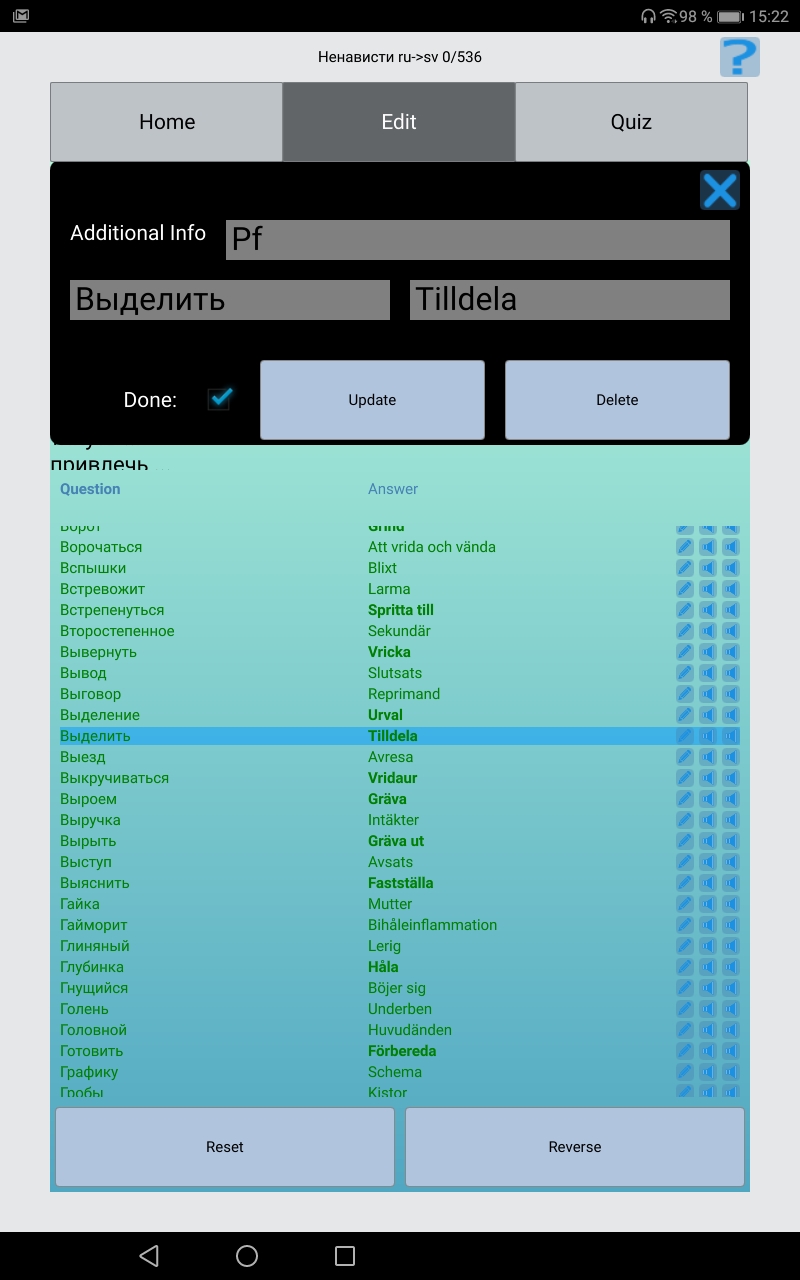 98 % 15:22
Ненависти ru->sv 0/536
?
Home Edit Quiz
Additional Info Pf
Выделить Tilldela
Done: Update Delete
привлечь
Question Answer
Ворот Grind
Ворочаться Att vrida och vända
Вспышки Blixt
Встревожит Larma
Встрепенуться Spritta till
Второстепенное Sekundär
Вывернуть Vricka
Вывод Slutsats
Выговор Reprimand
Выделение Urval
Выделить Tilldela
Выезд Avresa
Выкручиваться Vridaur
Выроем Gräva
Выручка Intäkter
Вырыть Gräva ut
Выступ Avsats
Выяснить Fastställa
Гайка Mutter
Гайморит Bihåleinflammation
Глиняный Lerig
Глубинка Håla
Гнущийся Böjer sig
Голень Underben
Головной Huvudänden
Готовить Förbereda
Графику Schema
Гробы Kistor
Reset Reverse